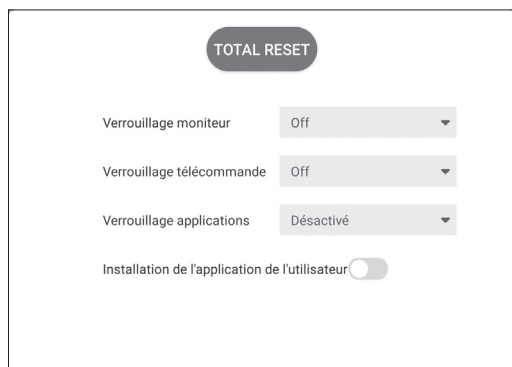 TOTAL RESET
Verrouillage moniteur Off
Verrouillage télécommande Off
Verrouillage applications Désactivé
Installation de l'application de l'utilisateur